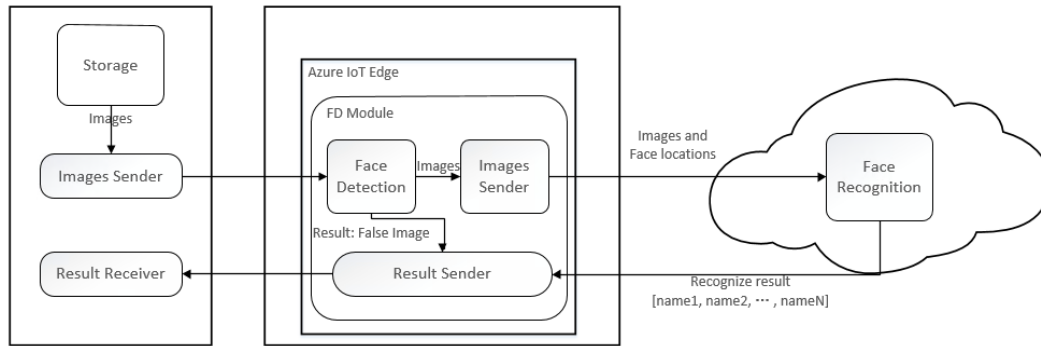 Storage
Images
Images Sender
Result Receiver
Azure IoT Edge
FD Module
Face
Detection
Images
Images
Sender
Result: False Image
Result Sender
Images and
Face locations
Face
Recognition
Recognize result
[name1, name2, ··· , nameN]